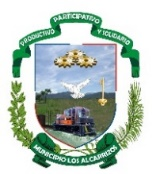 PARTICIPATIVO
PRODUCTIVO
Y SOLIDARIO
MUNICIPIO LOS ALCARRIZOS